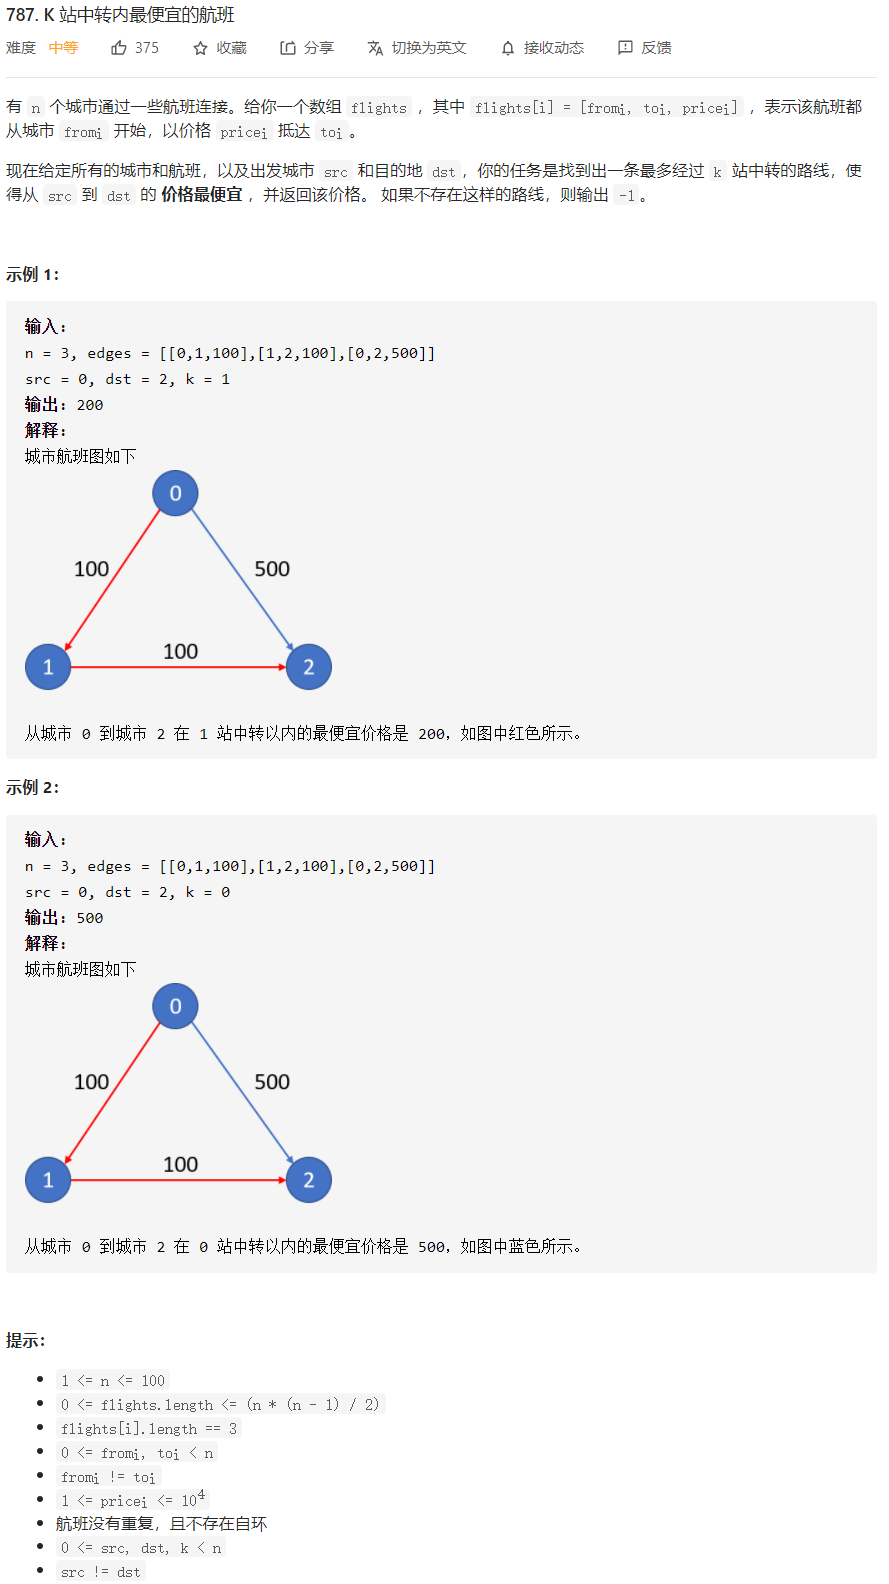 787. K 站中转内最便宜的航班
难度 中等 375 收藏 分享 切换为英文 接收动态 反馈
有 n 个城市通过一些航班连接。给你一个数组 flights ，其中 flights[i] = [fromi, toi, pricei] ，表示该航班都
从城市 fromi 开始，以价格 pricei 抵达 toi。
现在给定所有的城市和航班，以及出发城市 src 和目的地 dst，你的任务是找到出一条最多经过 k 站中转的路线，使
得从 src 到 dst 的 价格最便宜 ，并返回该价格。 如果不存在这样的路线，则输出 -1。
示例 1：
输入：
n = 3, edges = [[0,1,100],[1,2,100],[0,2,500]]
src = 0, dst = 2, k = 1
输出：200
解释：
城市航班图如下
0
100
500
100
1
2
从城市 0 到城市 2 在 1 站中转以内的最便宜价格是 200，如图中红色所示。
示例 2：
输入：
n = 3, edges = [[0,1,100],[1,2,100],[0,2,500]]
src = 0, dst = 2, k = 0
输出：500
解释：
城市航班图如下
0
100
500
100
1
2
从城市 0 到城市 2 在 0 站中转以内的最便宜价格是 500，如图中蓝色所示。
提示：
1 <= n <= 100
0 <= flights.length <= (n * (n - 1) / 2)
flights[i].length == 3
0 <= fromi, toi < n
fromi != toi
1 <= pricei <= 10⁴
航班没有重复，且不存在自环
0 <= src, dst, k < n
src != dst